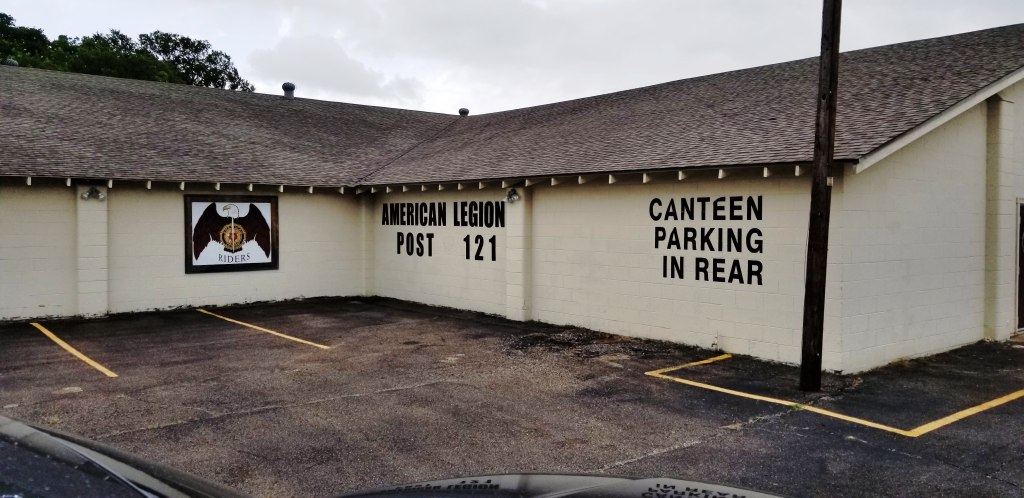 RIDERS
AMERICAN LEGION
POST 121
CANTEEN
PARKING
IN REAR